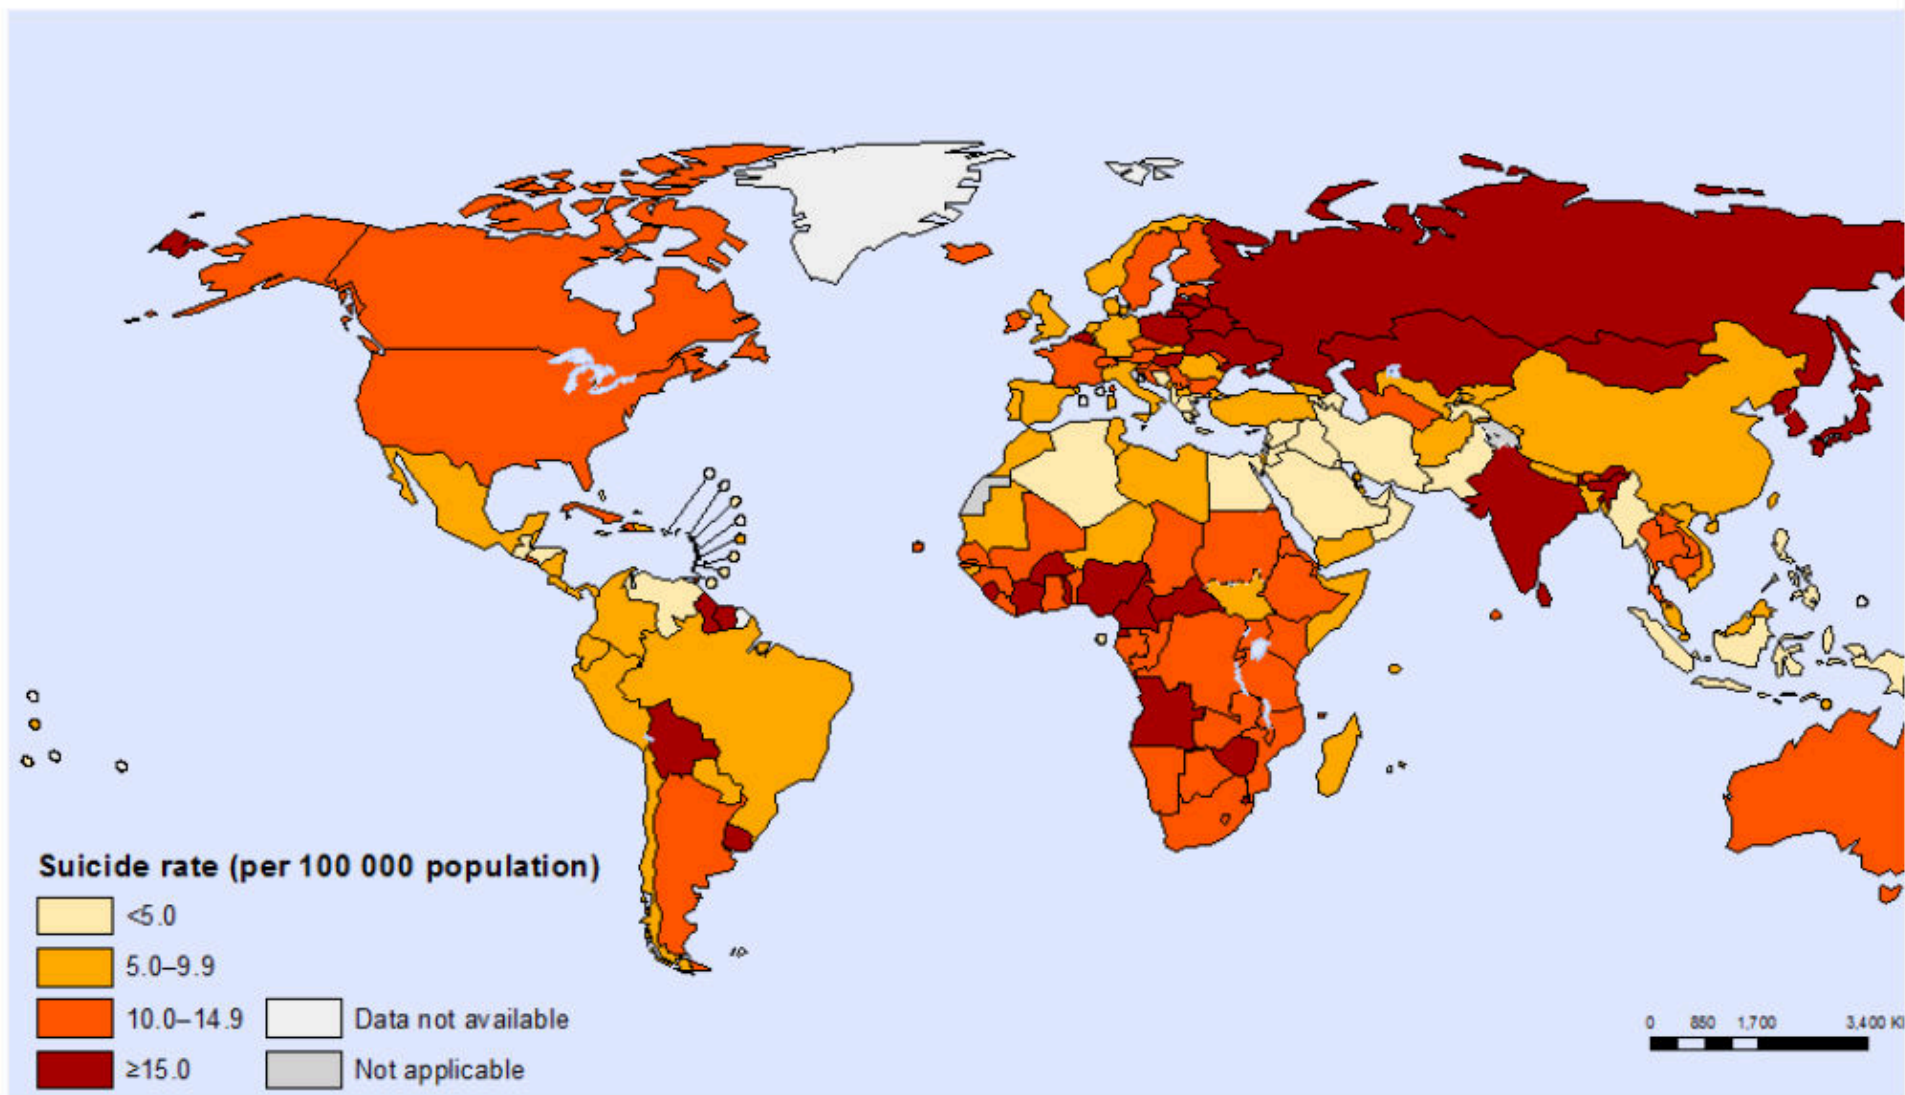 Suicide rate (per 100 000 population)
<5.0
5.0–9.9
10.0–14.9
≥15.0
Data not available
Not applicable
0 850 1,700 3,400 Ki